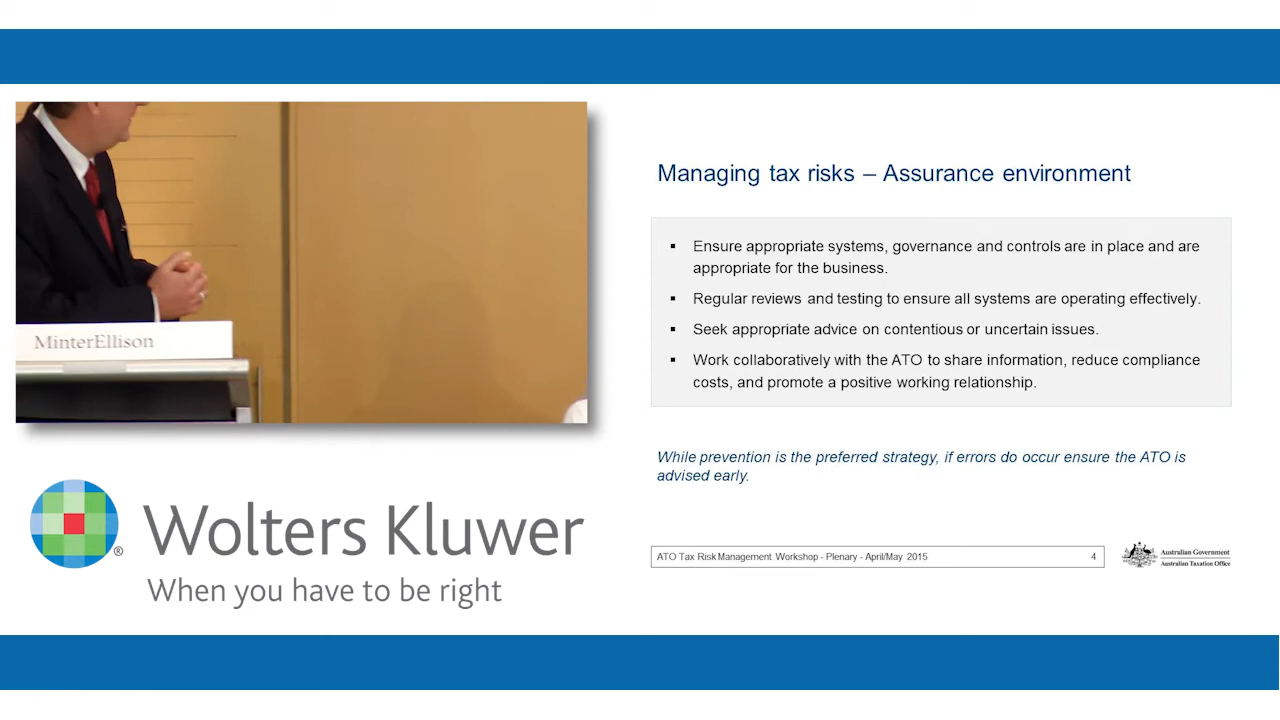 MinterEllison
Wolters Kluwer
®
When you have to be right
Managing tax risks – Assurance environment
▪ Ensure appropriate systems, governance and controls are in place and are
appropriate for the business.
▪ Regular reviews and testing to ensure all systems are operating effectively.
▪ Seek appropriate advice on contentious or uncertain issues.
▪ Work collaboratively with the ATO to share information, reduce compliance
costs, and promote a positive working relationship.
While prevention is the preferred strategy, if errors do occur ensure the ATO is
advised early.
ATO Tax Risk Management Workshop - Plenary - April/May 2015 4
Australian Government
Australian Taxation Office